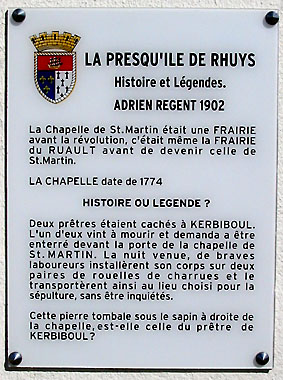 LA PRESQU'ILE DE RHUYS
Histoire et Légendes.
ADRIEN REGENT 1902
La Chapelle de St.Martin était une FRAIRIE
avant la révolution, c'était même la FRAIRIE
du RUAULT avant de devenir celle de
St.Martin.
LA CHAPELLE date de 1774
HISTOIRE OU LEGENDE ?
Deux prêtres étaient cachés à KERBIBOUL.
L'un d'eux vint à mourir et demanda a être
enterré devant la porte de la chapelle de
St. MARTIN. La nuit venue, de braves
laboureurs installèrent son corps sur deux
paires de rouelles de charrues et le
transportèrent ainsi au lieu choisi pour la
sépulture, sans être inquiétés.
Cette pierre tombale sous le sapin à droite de
la chapelle, est-elle celle du prêtre de
KERBIBOUL ?